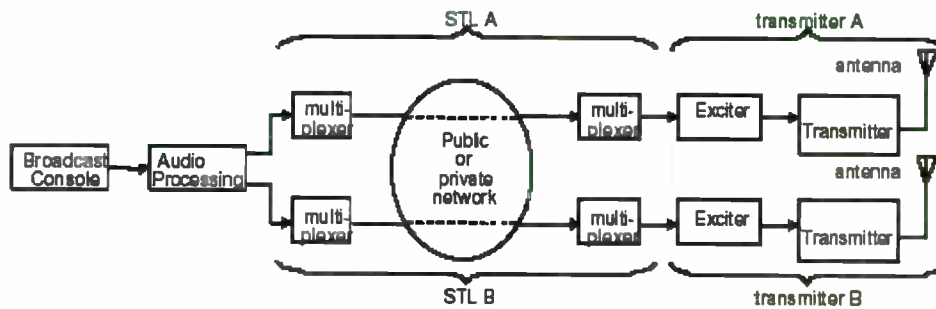 STL A
transmitter A
antenna
multi-
plexer
multi-
plexer
Exciter
Transmitter
Broadcast
Console
Audio
Processing
Public
or
private
network
antenna
multi-
plexer
multi-
plexer
Exciter
Transmitter
STL B
transmitter B